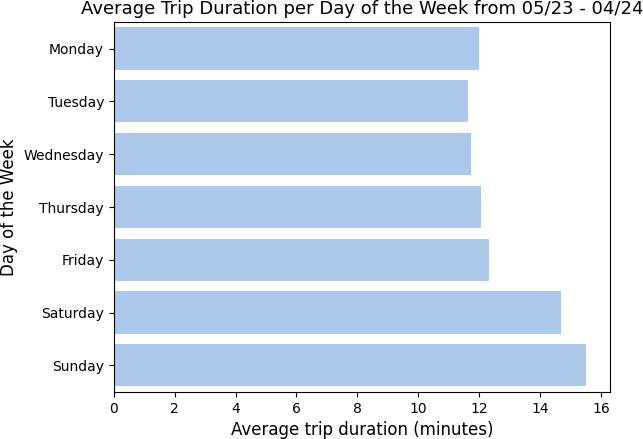 Average Trip Duration per Day of the Week from 05/23 - 04/24
Monday
Tuesday
Wednesday
Thursday
Friday
Saturday
Sunday
Day of the Week
0 2 4 6 8 10 12 14 16
Average trip duration (minutes)